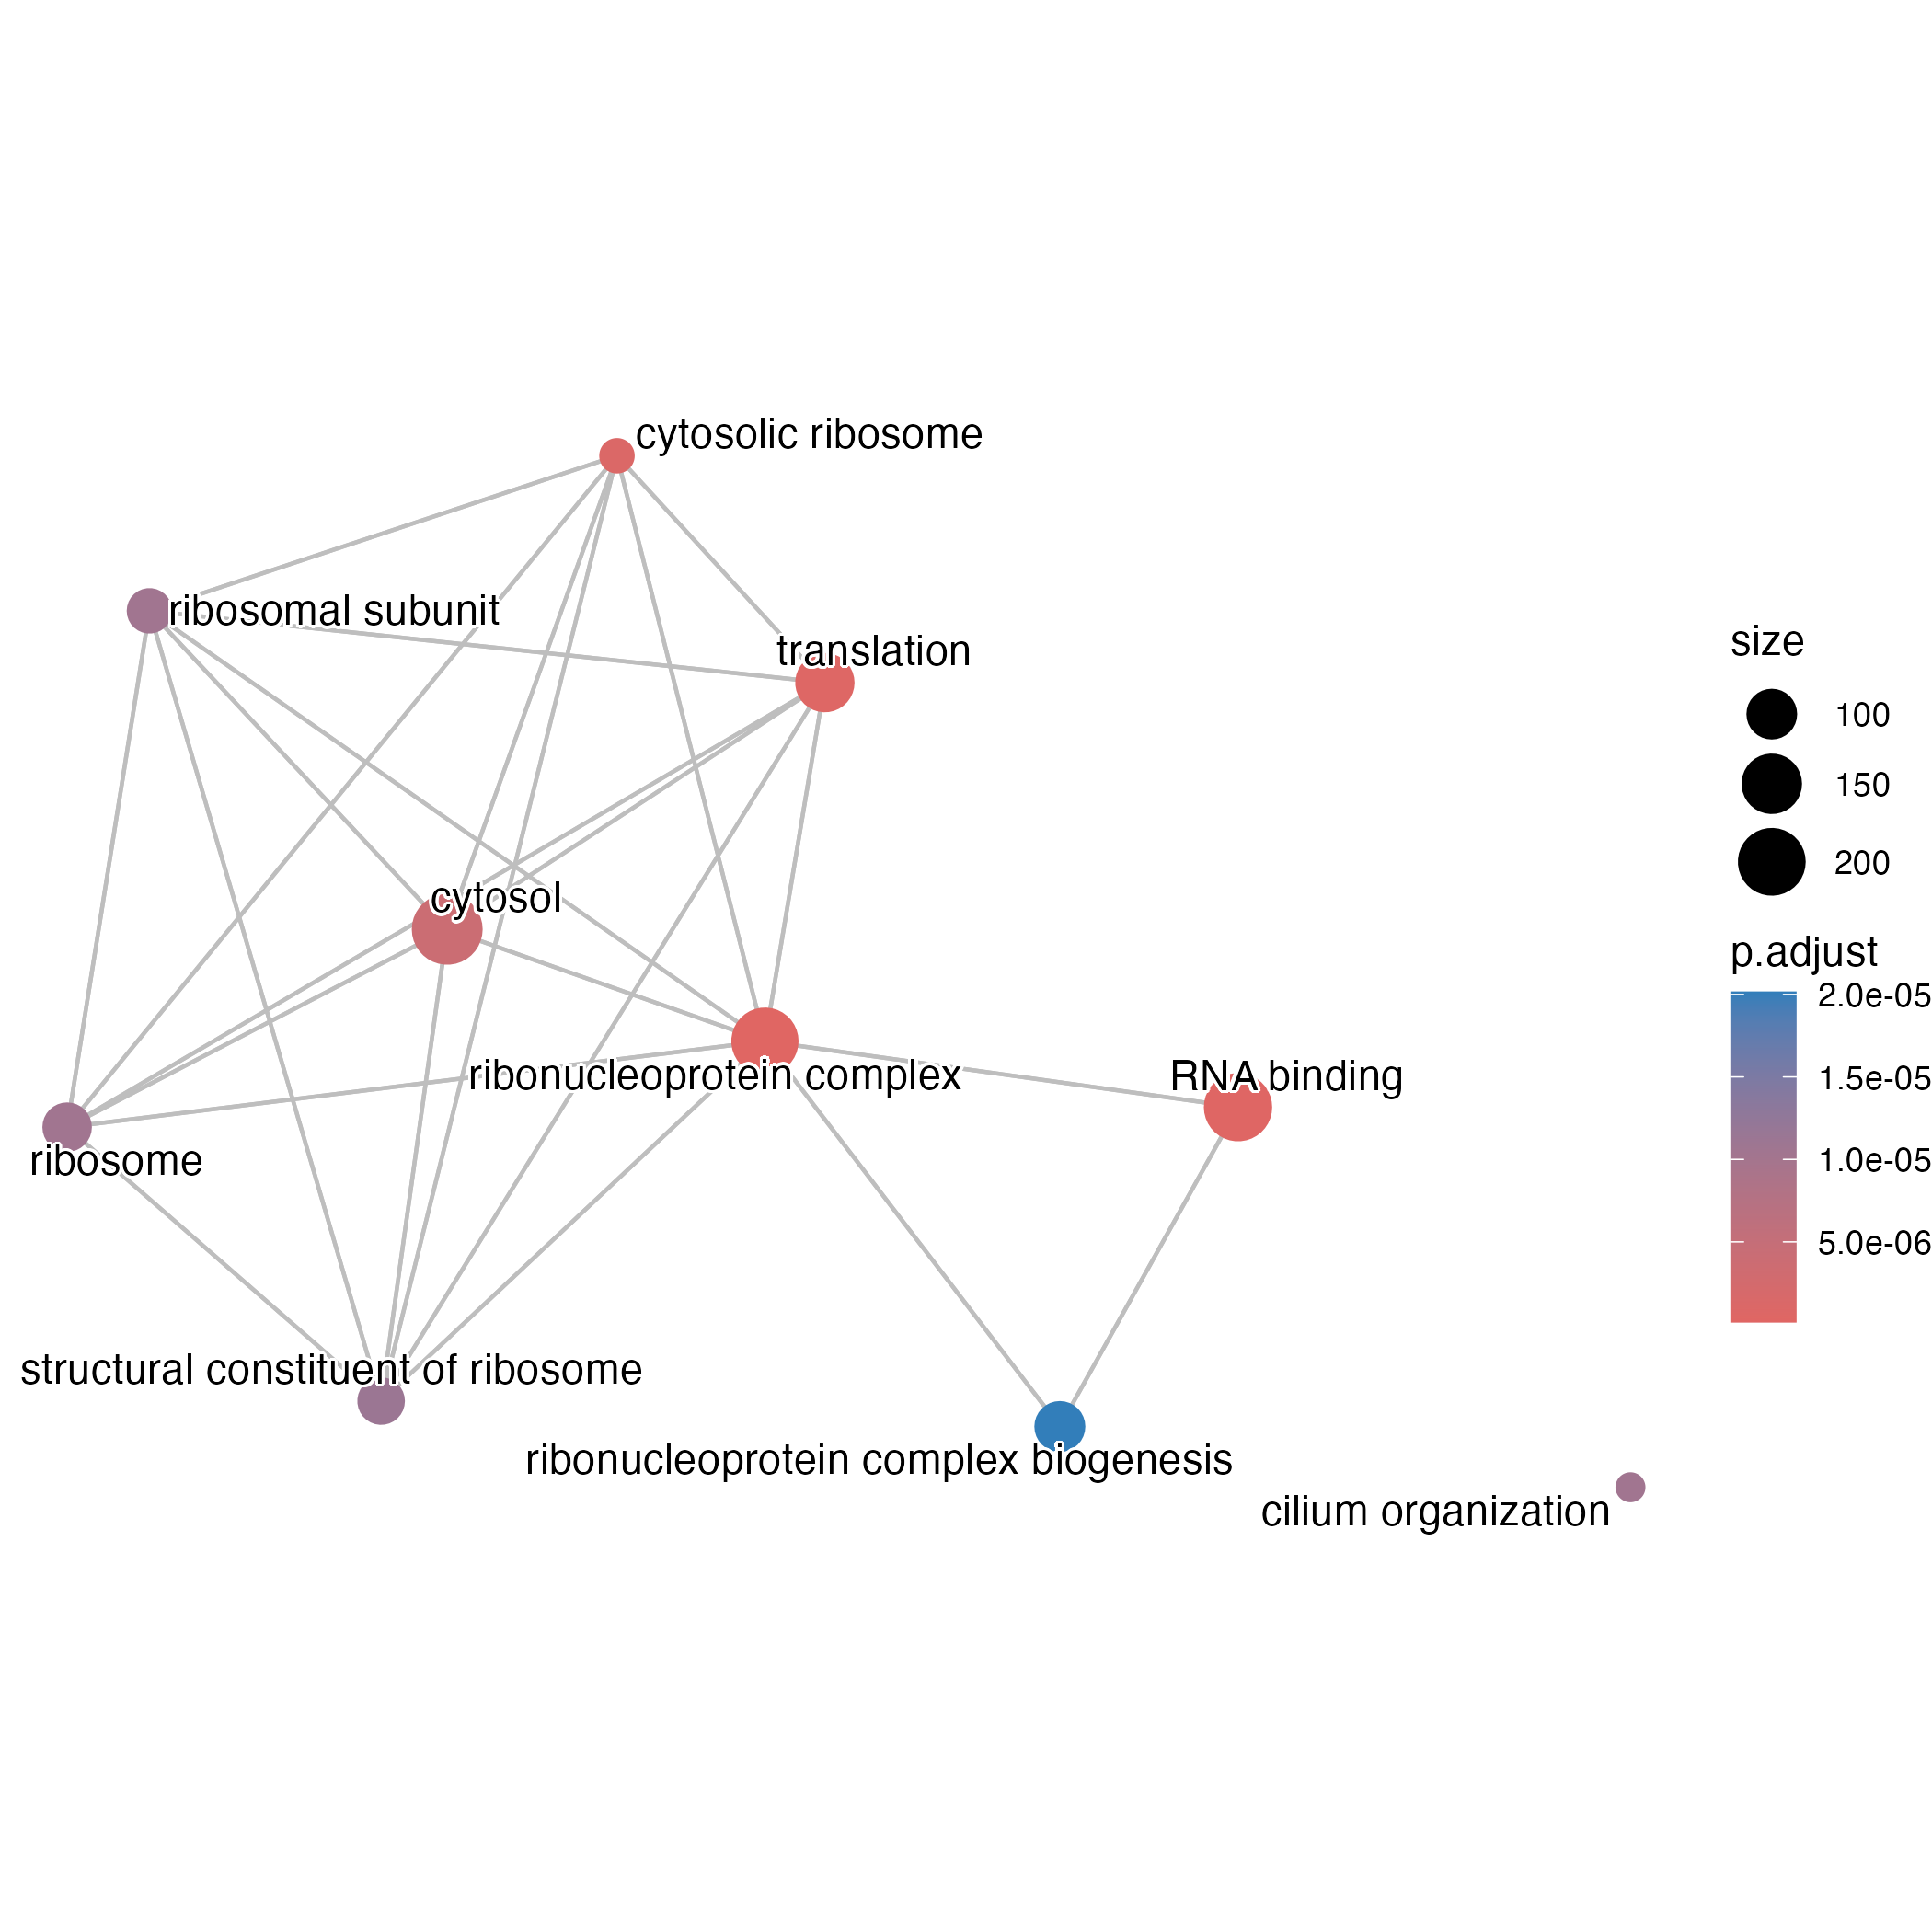 cytosolic ribosome
ribosomal subunit
translation
cytosol
ribonucleoprotein complex
RNA binding
ribosome
structural constituent of ribosome
ribonucleoprotein complex biogenesis
cilium organization
size
100
150
200
p.adjust
2.0e-05
1.5e-05
1.0e-05
5.0e-06